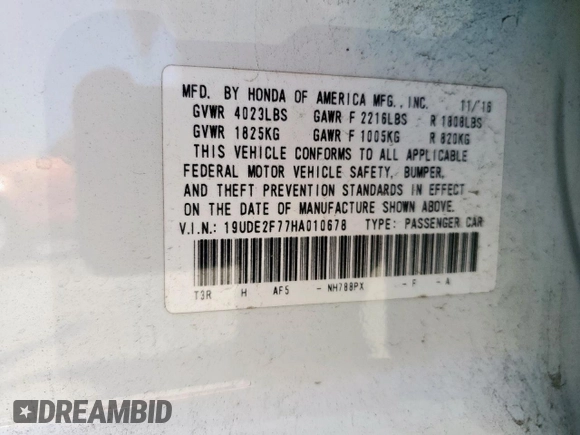 MFD. BY HONDA OF AMERICA MFG., INC. 11/16
GVWR 4023LBS GAWR F 2216LBS R 1808LBS
GVWR 1825KG GAWR F 1005KG R 820KG
THIS VEHICLE CONFORMS TO ALL APPLICABLE
FEDERAL MOTOR VEHICLE SAFETY, BUMPER,
AND THEFT PREVENTION STANDARDS IN EFFECT
ON THE DATE OF MANUFACTURE SHOWN ABOVE.
V.I.N.: 19UDE2F77HA010678 TYPE: PASSENGER CAR
T3R H AF5 - NH788PX - F - A
DREAMBID